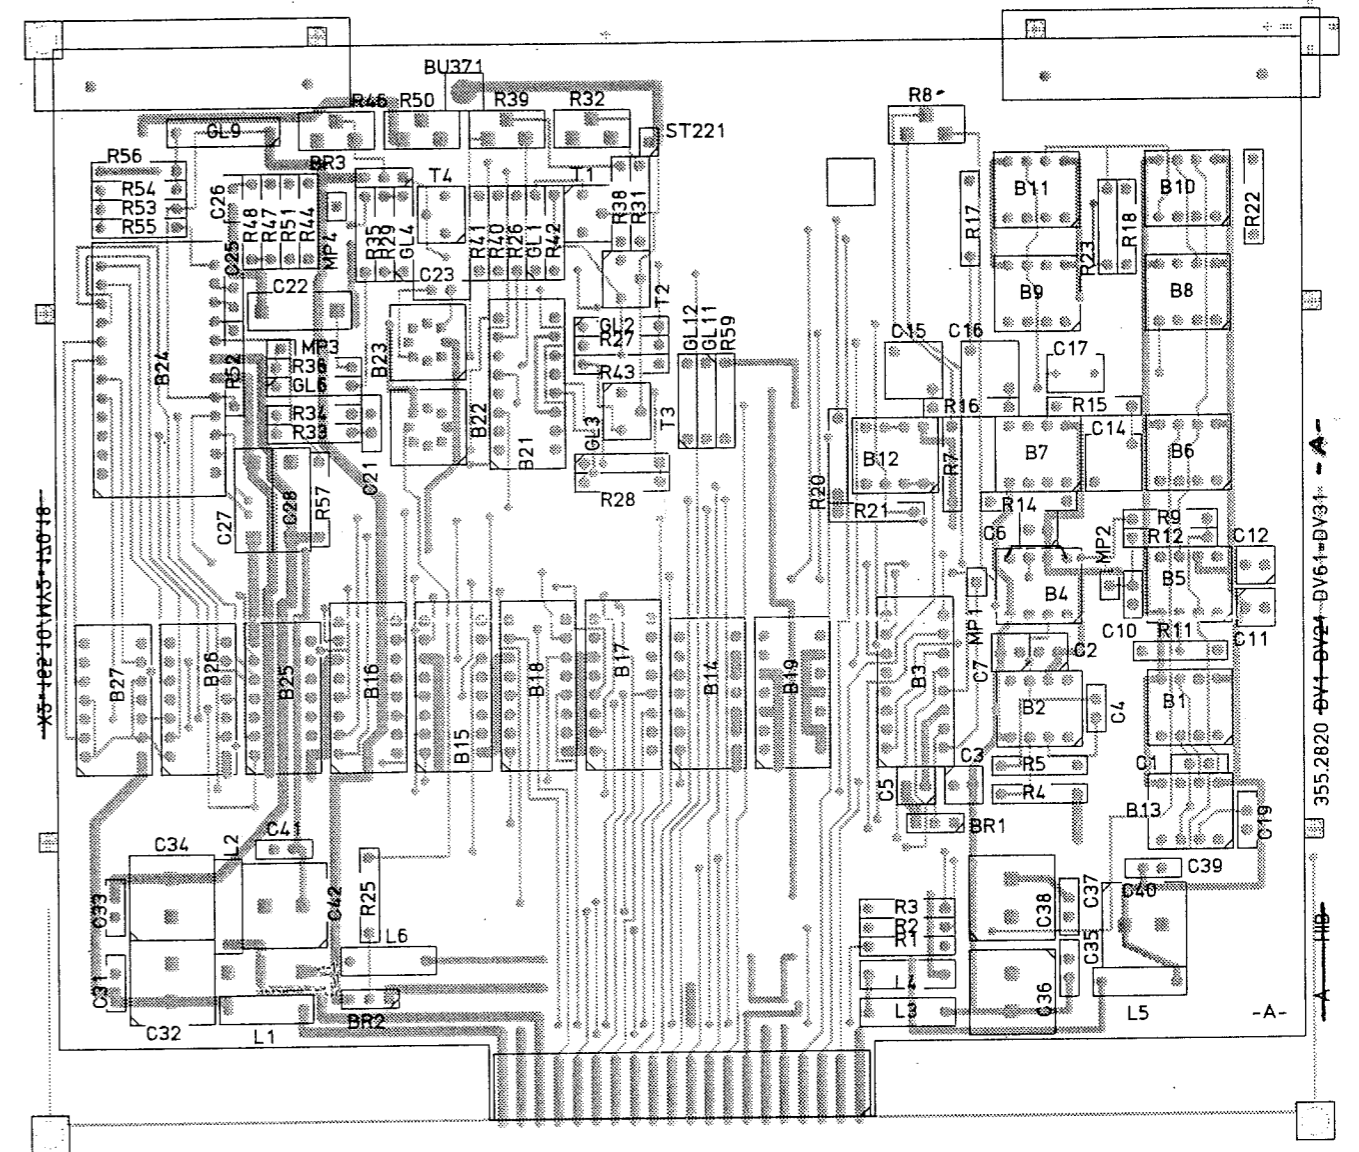 BU371
R46 R50 R39 R32 R8
GL9 ST221
R56 BR3 T4 T1 B11 B10
R54
R53
R55
C26 R48 R47 R51 R44 MP4 R35 R29 GL4 R41 R40 R26 GL1 R42 R38 R31 R17 R23 R18 R22
C25 C22 C23 T2 B9 B8
GL2
R27
R43
GL12 GL11 R59
C15 C16 C17
B24 R52 MP3
R36
GL6
R34
R33
B23 B22 B21 GL3 T3
R28
R16 R15 C14
R20 B12 R7 B7 B6
R21 R14
C27 C28 R57 C21
C6 MP2 R9
R12 C12
B4 B5
MP1 C10 R11 C11
B27 B26 B25 B16 B15 B18 B17 B14 B19 B3
C7 C2 B2 C4 B1
C5 C3 R5 C1
R4
BR1 B13 C19
C34 L2 C41
C39
C33 C42 R25 L6
R3
R2
R1
C38 C37 C40
C31 C35 C36
C32 L1 BR2 L3 L5
-A-
355.2820 DV1 DV24 DV61 DV31 -A-